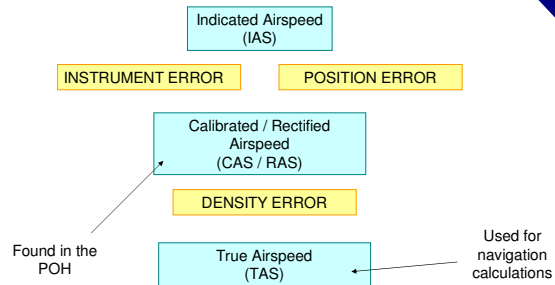 Indicated Airspeed
(IAS)
INSTRUMENT ERROR
POSITION ERROR
Calibrated / Rectified
Airspeed
(CAS / RAS)
DENSITY ERROR
Found in the
POH
True Airspeed
(TAS)
Used for
navigation
calculations